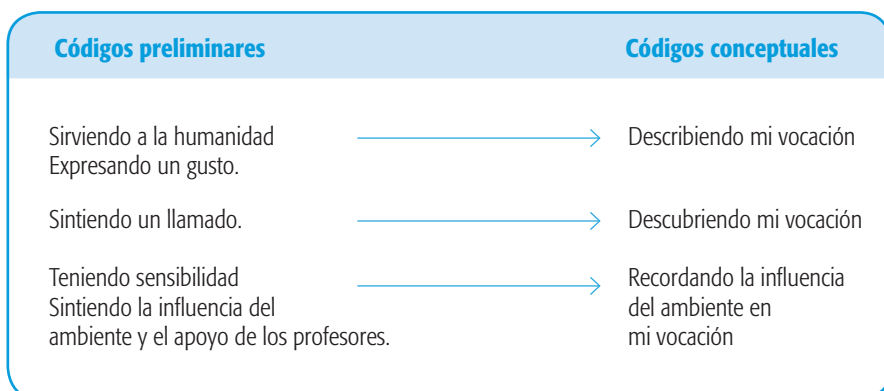 Códigos preliminares
Códigos conceptuales
Sirviendo a la humanidad
Expresando un gusto.
Describiendo mi vocación
Sintiendo un llamado.
Descubriendo mi vocación
Teniendo sensibilidad
Sintiendo la influencia del
ambiente y el apoyo de los profesores.
Recordando la influencia
del ambiente en
mi vocación